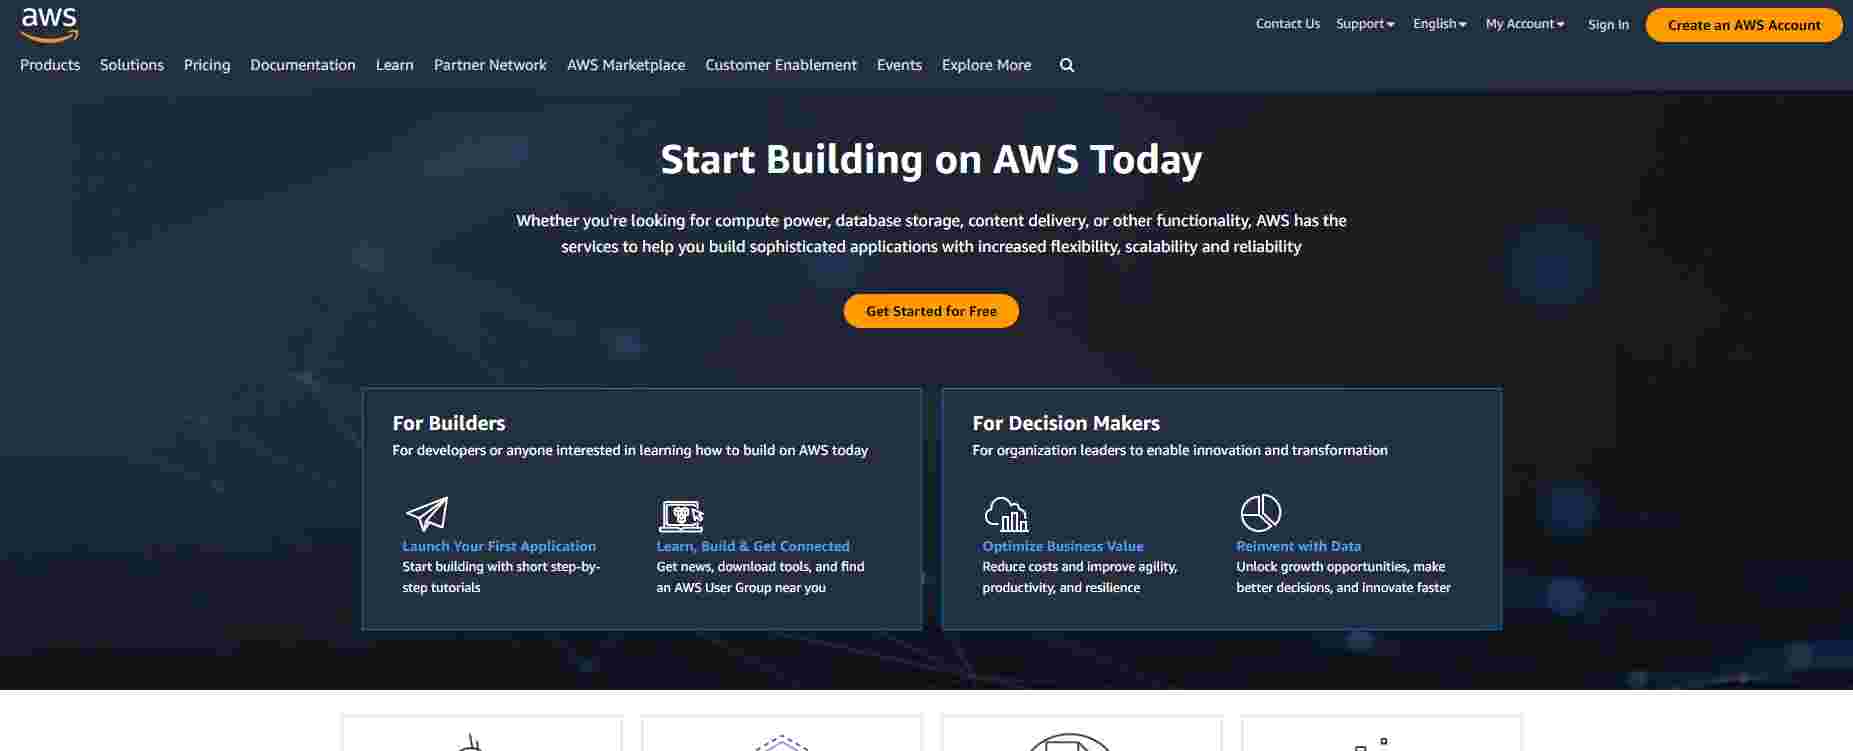 aws
Contact Us Support English My Account Sign In Create an AWS Account
Products Solutions Pricing Documentation Learn Partner Network AWS Marketplace Customer Enablement Events Explore More
Start Building on AWS Today
Whether you're looking for compute power, database storage, content delivery, or other functionality, AWS has the
services to help you build sophisticated applications with increased flexibility, scalability and reliability
Get Started for Free
For Builders
For developers or anyone interested in learning how to build on AWS today
Launch Your First Application
Start building with short step-by-
step tutorials
Learn, Build & Get Connected
Get news, download tools, and find
an AWS User Group near you
For Decision Makers
For organization leaders to enable innovation and transformation
Optimize Business Value
Reduce costs and improve agility,
productivity, and resilience
Reinvent with Data
Unlock growth opportunities, make
better decisions, and innovate faster